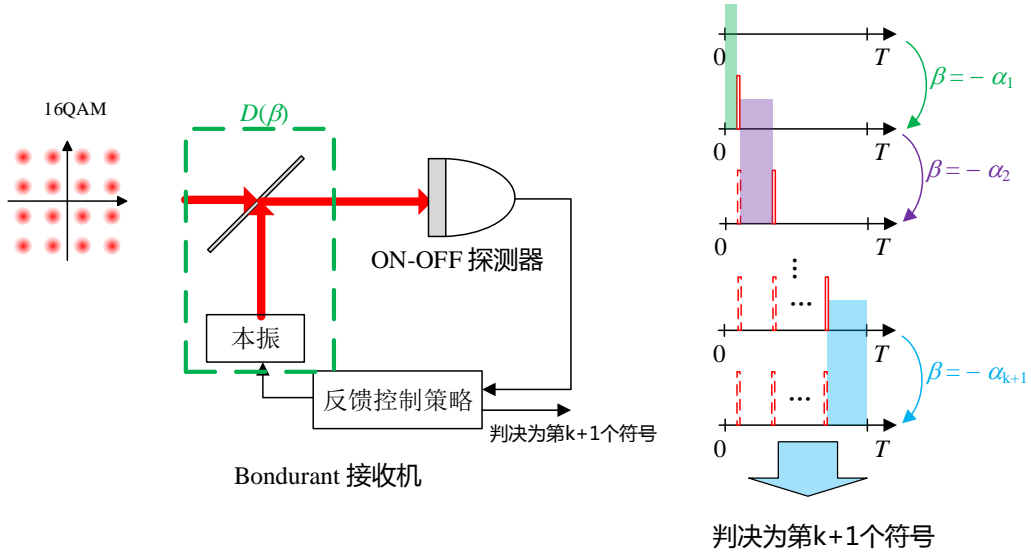 16QAM
D(β)
ON-OFF 探测器
本振
反馈控制策略
判决为第k+1个符号
Bondurant 接收机
0
T
β = − α1
0
T
β = − α2
0
T
⋮
...
0
T
β = − αk+1
...
0
T
判决为第k+1个符号